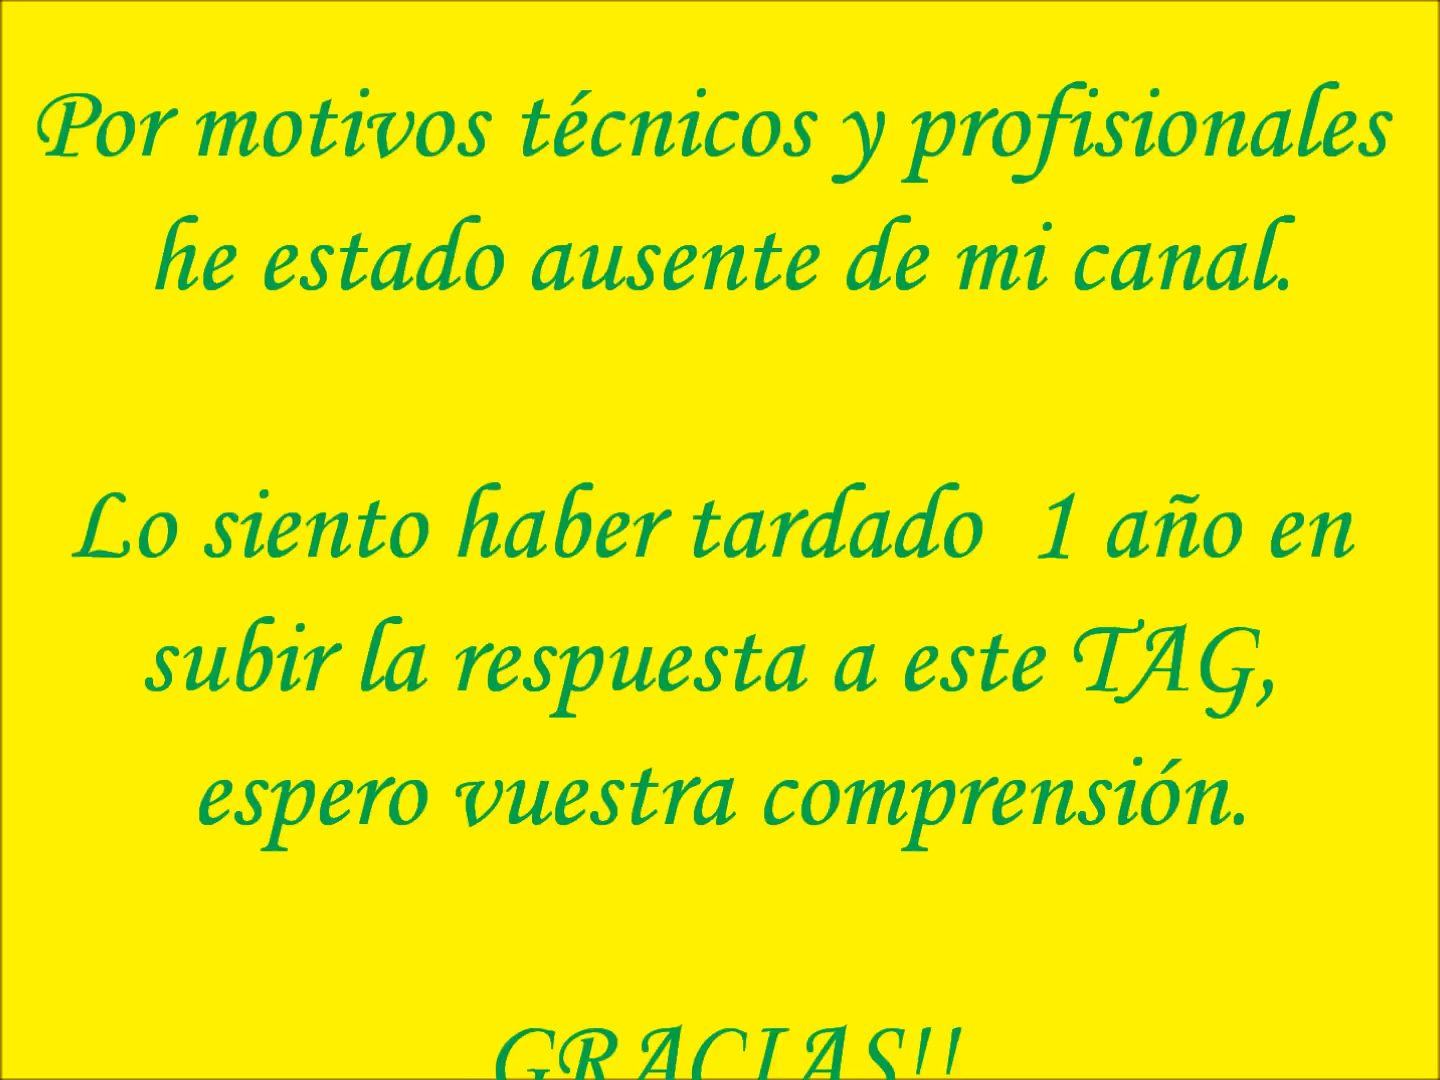 Por motivos técnicos y profisionales
he estado ausente de mi canal.
Lo siento haber tardado 1 año en
subir la respuesta a este TAG,
espero vuestra comprensión.
GRACIAS!!